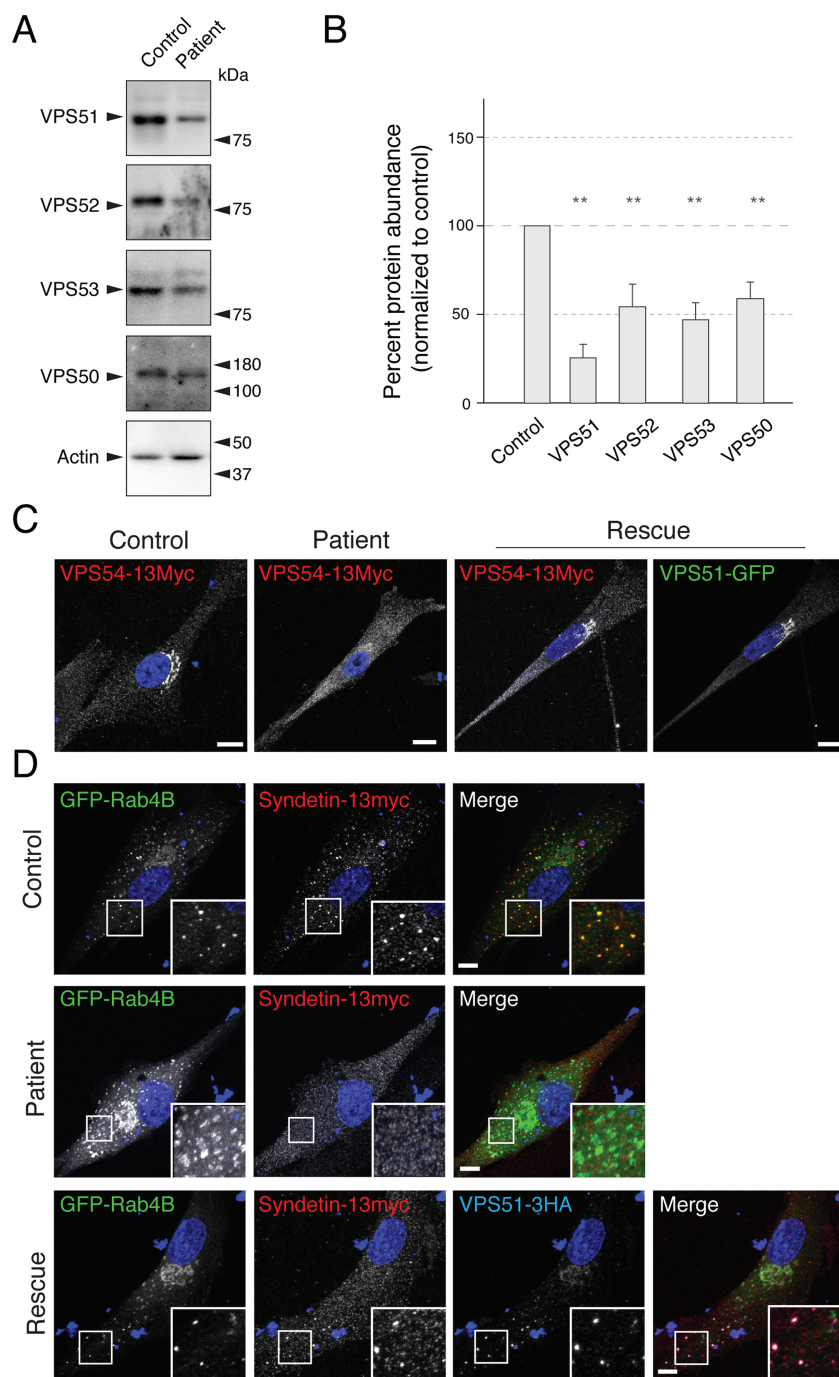 A
Control
Patient
kDa
VPS51
75
VPS52
75
VPS53
75
VPS50
180
100
Actin
50
37
B
Percent protein abundance
(normalized to control)
150
100
50
0
** ** ** **
Control
VPS51
VPS52
VPS53
VPS50
C
Control
Patient
Rescue
VPS54-13Myc
VPS54-13Myc
VPS54-13Myc
VPS51-GFP
D
Control
GFP-Rab4B
Syndetin-13myc
Merge
Patient
GFP-Rab4B
Syndetin-13myc
Merge
Rescue
GFP-Rab4B
Syndetin-13myc
VPS51-3HA
Merge